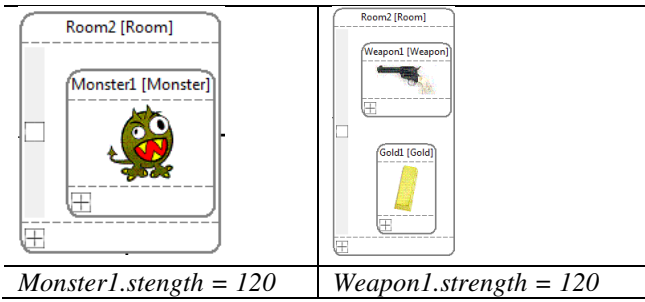 Room2 [Room]
Monster1 [Monster]
Monster1.stength = 120
Room2 [Room]
Weapon1 [Weapon]
Gold1 [Gold]
Weapon1.strength = 120